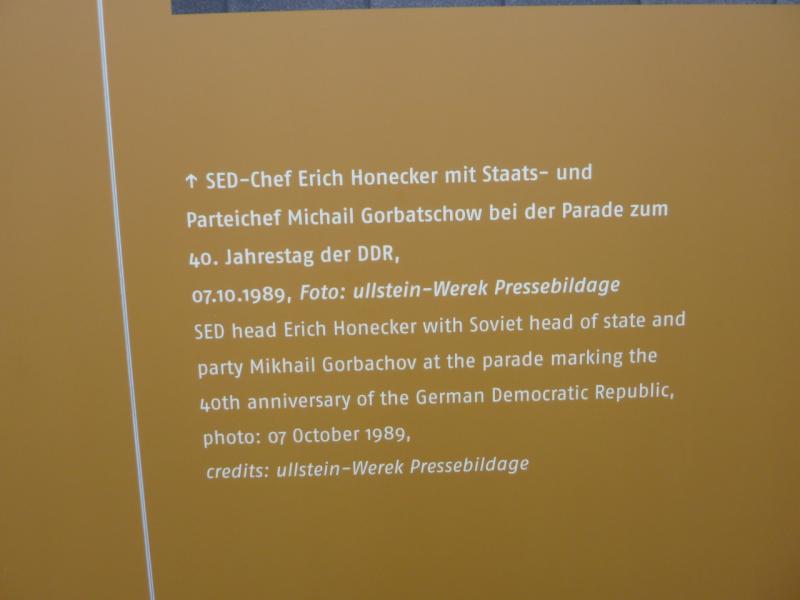 ↑ SED-Chef Erich Honecker mit Staats- und
Parteichef Michail Gorbatschow bei der Parade zum
40. Jahrestag der DDR,
07.10.1989, Foto: ullstein-Werek Pressebildage
SED head Erich Honecker with Soviet head of state and
party Mikhail Gorbachov at the parade marking the
40th anniversary of the German Democratic Republic,
photo: 07 October 1989,
credits: ullstein-Werek Pressebildage